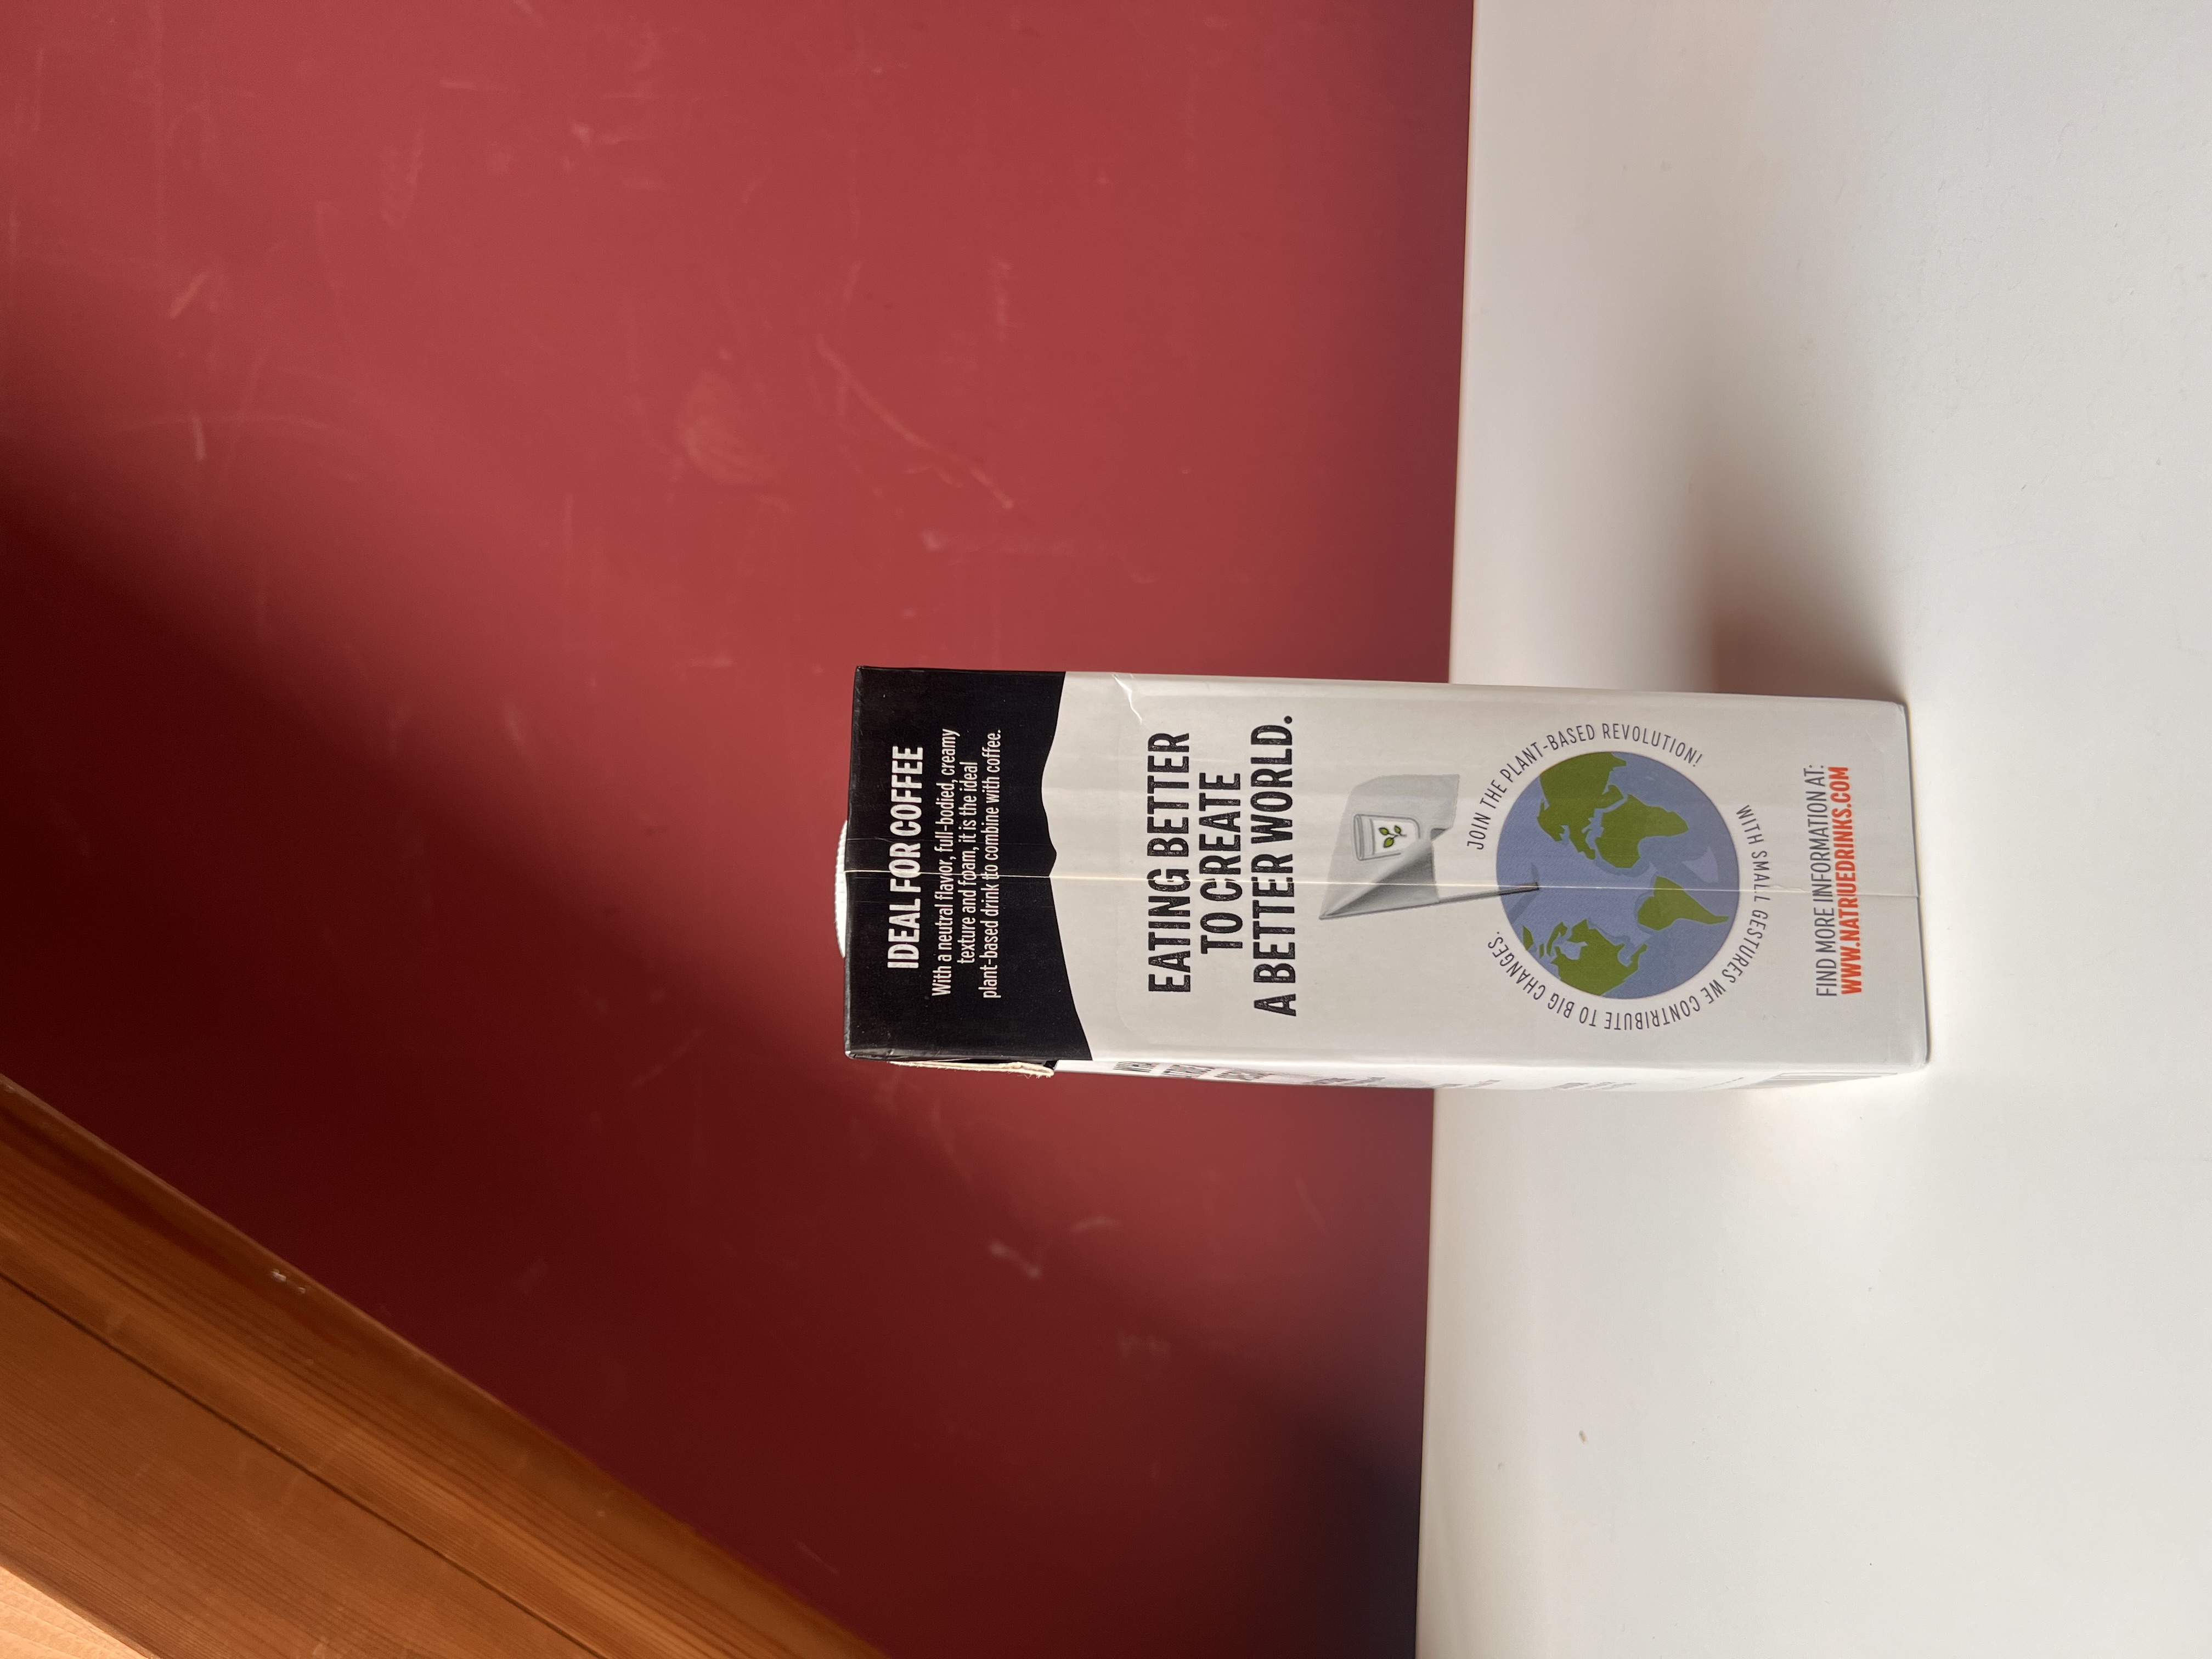 IDEAL FOR COFFEE
With a neutral flavor, full-bodied, creamy
texture and foam, it is the ideal
plant-based drink to combine with coffee.
EATING BETTER
TO CREATE
A BETTER WORLD.
JOIN THE PLANT-BASED REVOLUTION!
WITH SMALL GESTURES WE CONTRIBUTE TO BIG CHANGES.
FIND MORE INFORMATION AT:
WWW.NATRUEDRINKS.COM